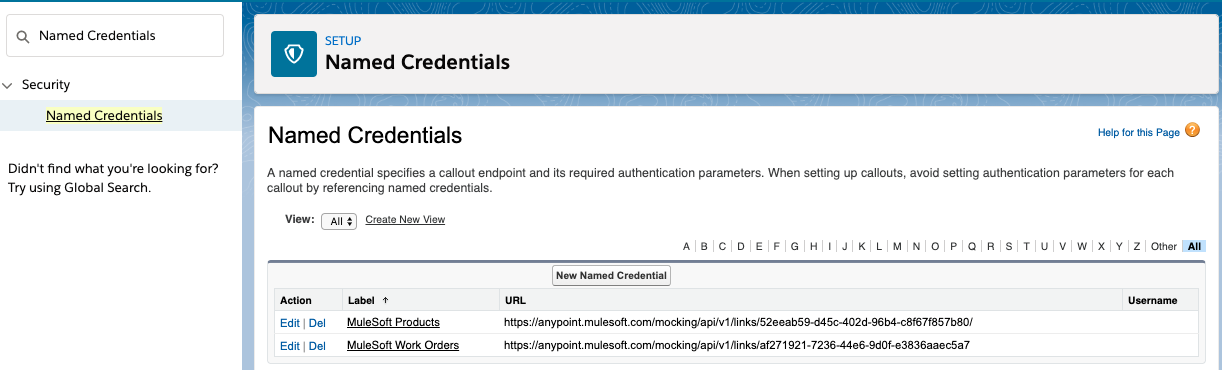 Named Credentials
Security
Named Credentials
Didn't find what you're looking for?
Try using Global Search.
SETUP
Named Credentials
Named Credentials
Help for this Page ?
A named credential specifies a callout endpoint and its required authentication parameters. When setting up callouts, avoid setting authentication parameters for each
callout by referencing named credentials.
View: All Create New View
A | B | C | D | E | F | G | H | I | J | K | L | M | N | O | P | Q | R | S | T | U | V | W | X | Y | Z | Other All
New Named Credential
Action Label ↑ URL Username
Edit | Del MuleSoft Products https://anypoint.mulesoft.com/mocking/api/v1/links/52eeab59-d45c-402d-96b4-c8f67f857b80/
Edit | Del MuleSoft Work Orders https://anypoint.mulesoft.com/mocking/api/v1/links/af271921-7236-44e6-9d0f-e3836aaec5a7